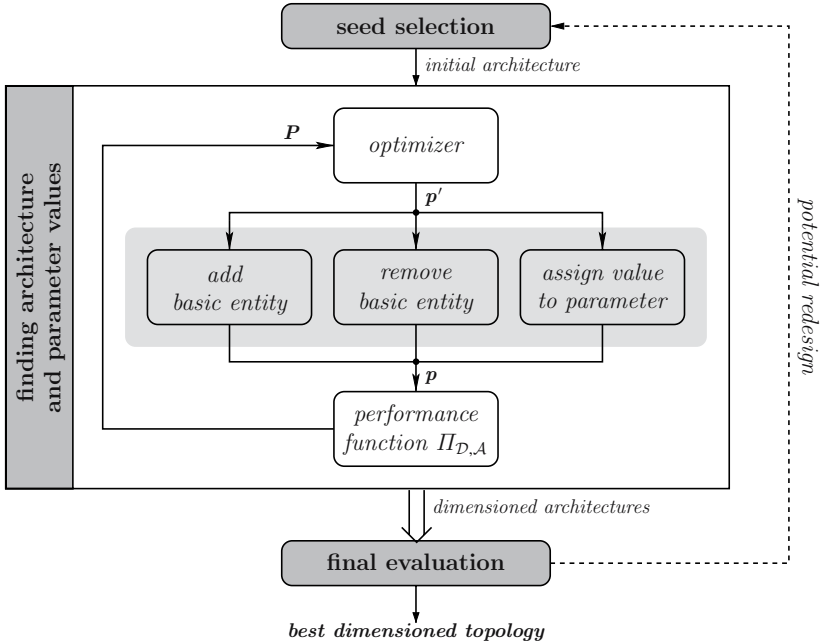 seed selection
initial architecture
finding architecture
and parameter values
P
optimizer
p′
add
basic entity
remove
basic entity
assign value
to parameter
p
performance
function Π𝒟,𝒜
dimensioned architectures
potential redesign
final evaluation
best dimensioned topology